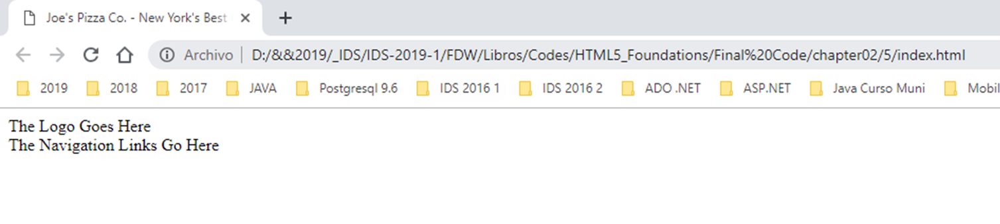 Joe's Pizza Co. - New York's Best
Archivo | D:/&&2019/_IDS/IDS-2019-1/FDW/Libros/Codes/HTML5_Foundations/Final%20Code/chapter02/5/index.html
2019 2018 2017 JAVA Postgresql 9.6 IDS 2016 1 IDS 2016 2 ADO .NET ASP.NET Java Curso Muni Mobil
The Logo Goes Here
The Navigation Links Go Here